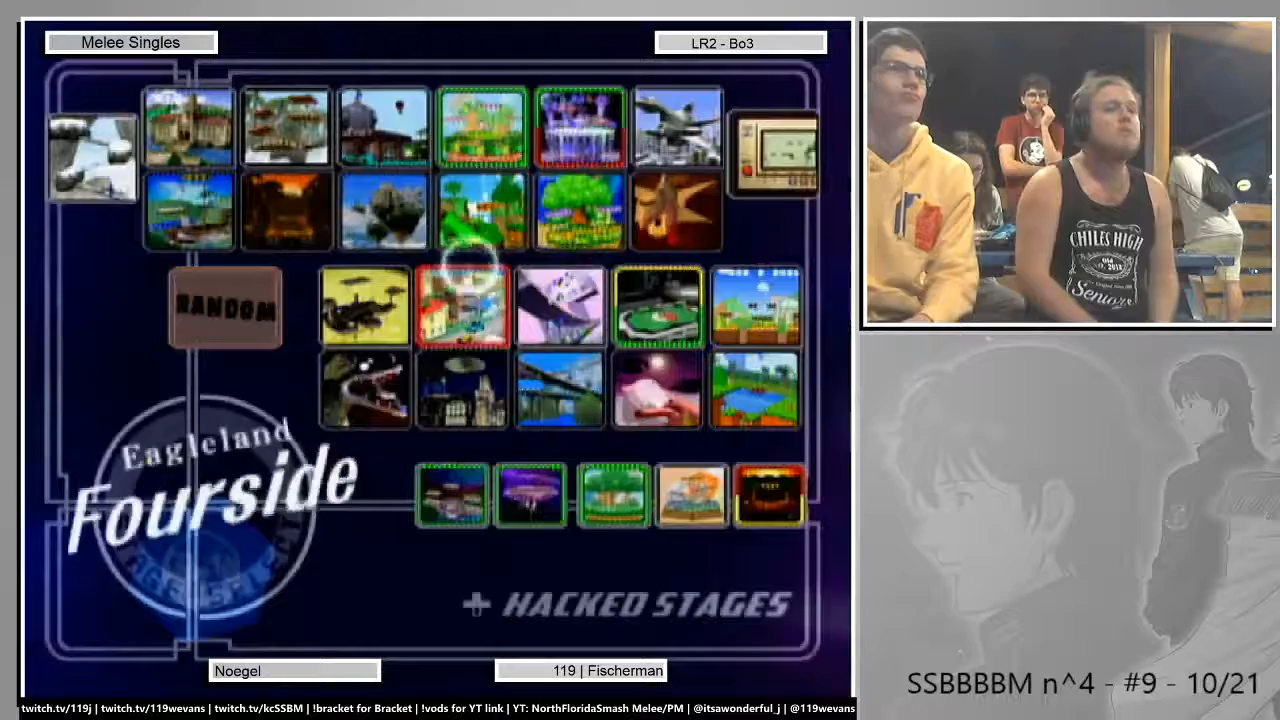 Melee Singles
LR2 - Bo3
RANDOM
Eagleland
Fourside
+ HACKED STAGES
CHILES HIGH
Old
Seniors
Noegel
119 | Fischerman
SSBBBBM n^4 - #9 - 10/21
twitch.tv/119j | twitch.tv/119wevans | twitch.tv/kcSSBM | !bracket for Bracket | !vods for YT link | YT: NorthFloridaSmash Melee/PM | @itsawonderful_j | @119wevans